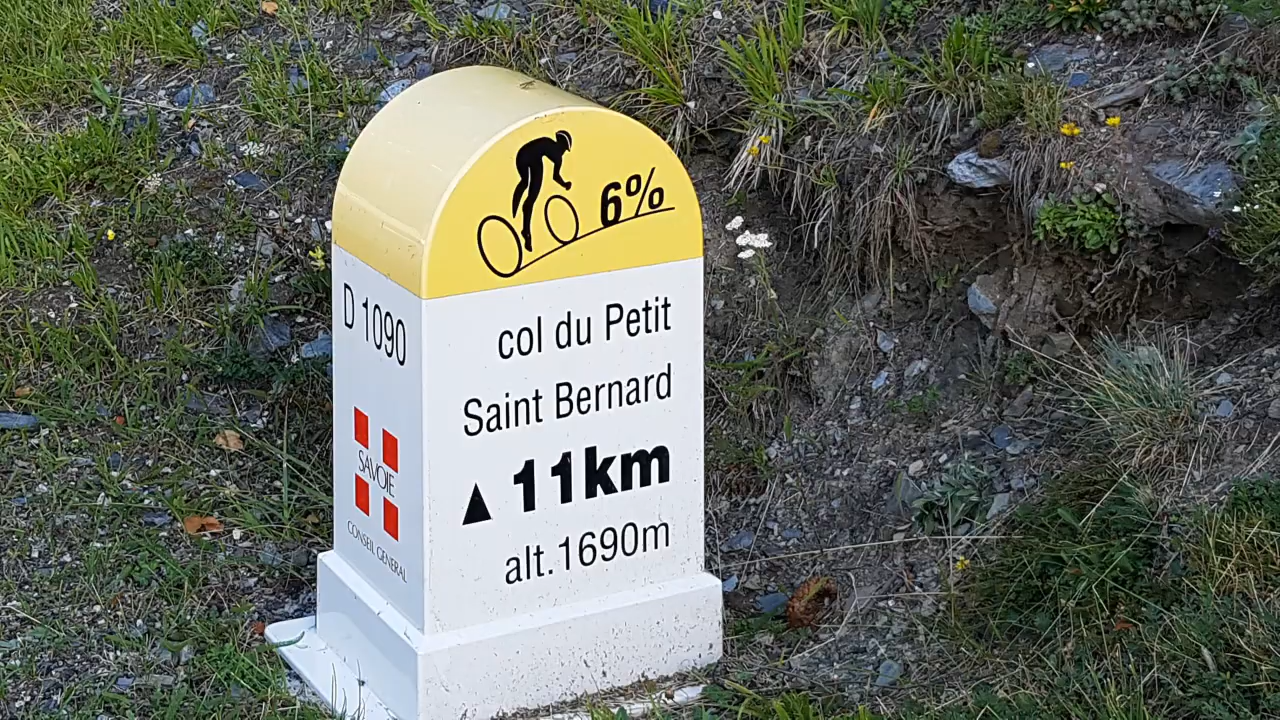 6%
col du Petit
Saint Bernard
▲ 11km
alt.1690m
D 1090
SAVOIE
CONSEIL GENERAL